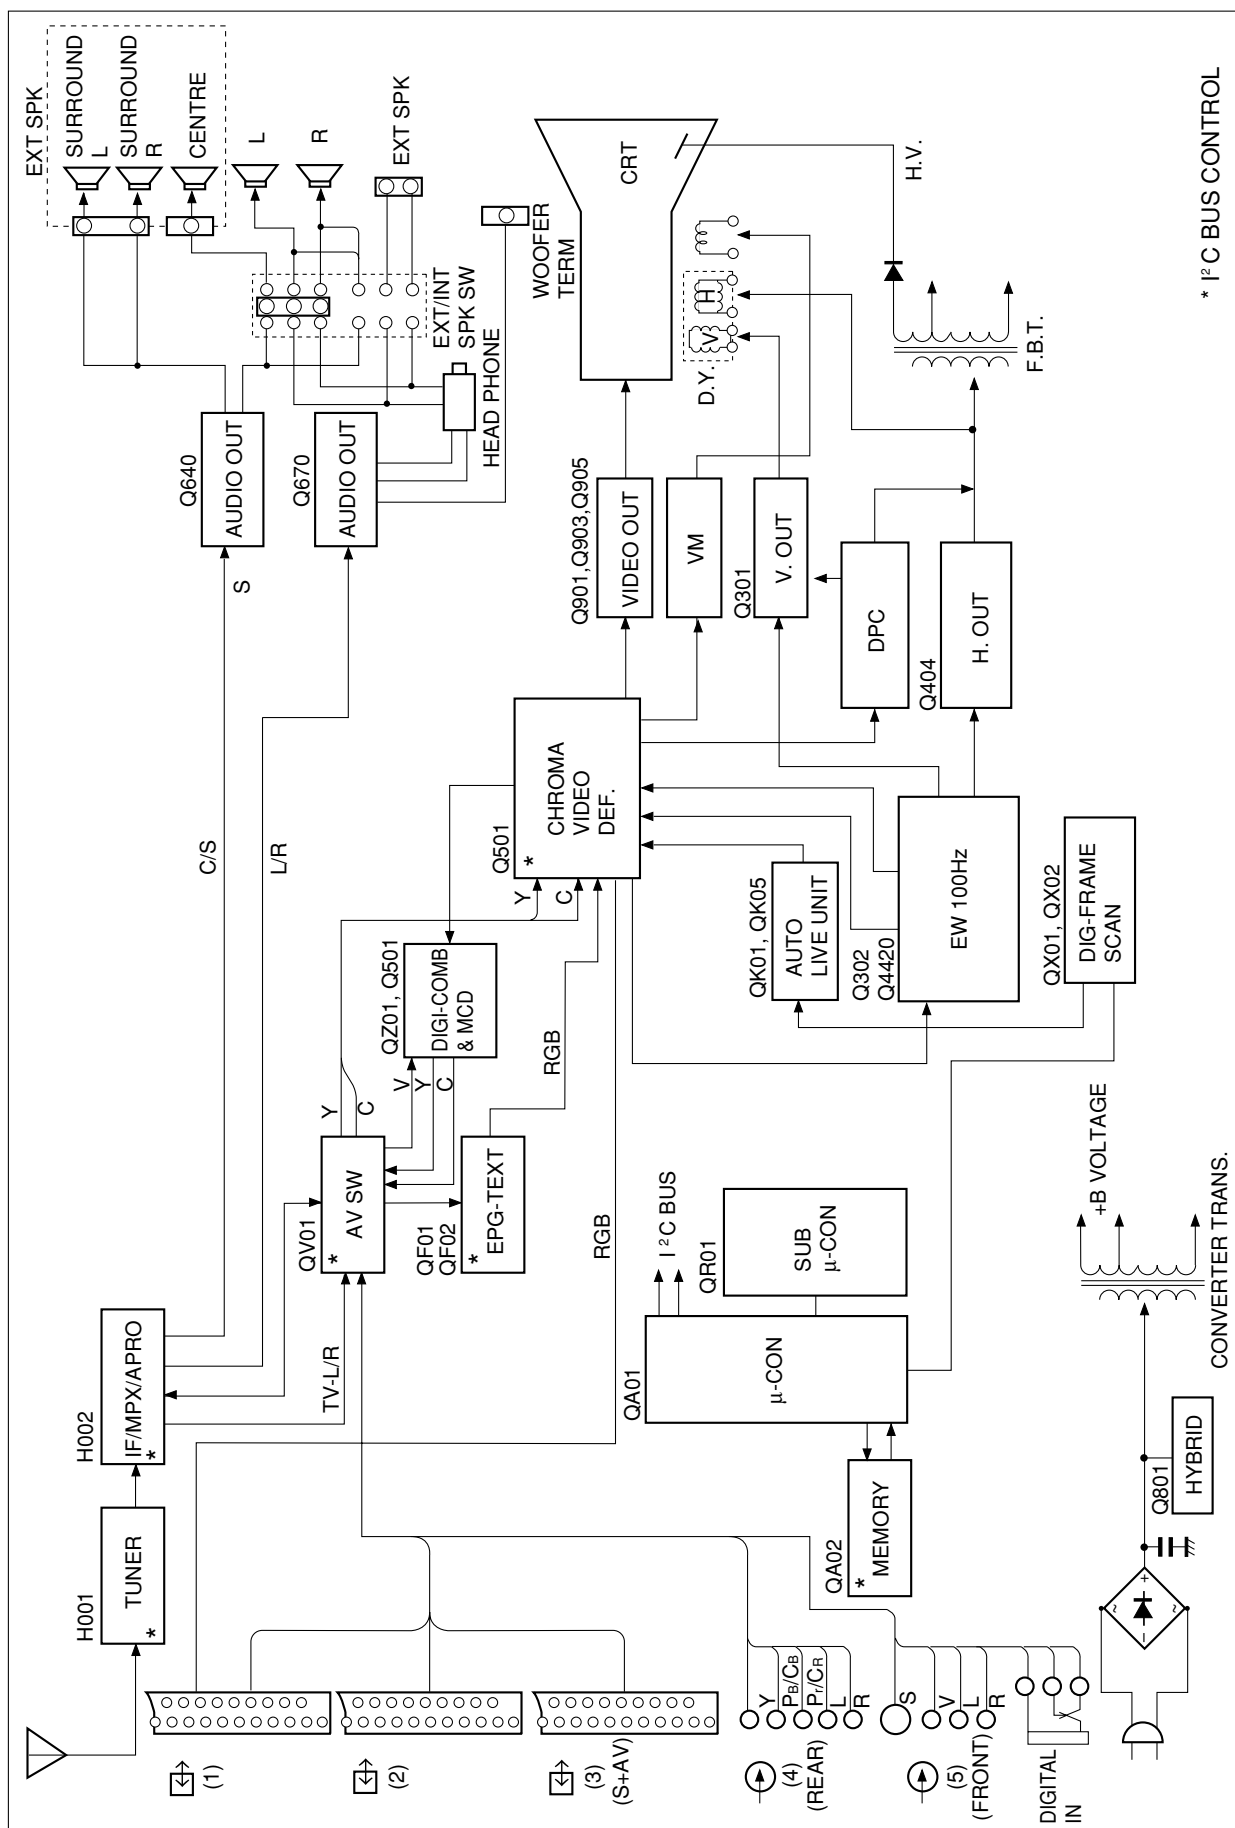 EXT SPK
SURROUND
L
SURROUND
R
CENTRE
L
R
EXT SPK
EXT/INT
SPK SW
WOOFER
TERM
HEAD PHONE
Q640
AUDIO OUT
Q670
AUDIO OUT
S
C/S
L/R
CRT
H.V.
D.Y.
V
H
F.B.T.
* I²C BUS CONTROL
Q901,Q903,Q905
VIDEO OUT
VM
Q301
V. OUT
DPC
Q404
H. OUT
Q501
CHROMA
VIDEO
DEF.
*
Y
C
QZ01, Q501
DIGI-COMB
& MCD
V
Y
C
RGB
QK01, QK05
AUTO
LIVE UNIT
Q302
Q4420
EW 100Hz
QX01, QX02
DIG-FRAME
SCAN
H001
TUNER
*
H002
IF/MPX/APRO
*
TV-L/R
QV01
AV SW
*
Y
C
QF01
QF02
EPG-TEXT
*
RGB
I²C BUS
QA01
μ-CON
QR01
SUB
μ-CON
QA02
MEMORY
*
+B VOLTAGE
CONVERTER TRANS.
Q801
HYBRID
(1)
(2)
(3)
(S+AV)
(4)
(REAR)
Y
PB/CB
Pr/CR
L
R
(5)
(FRONT)
S
V
L
R
DIGITAL
IN
+
−
~
~